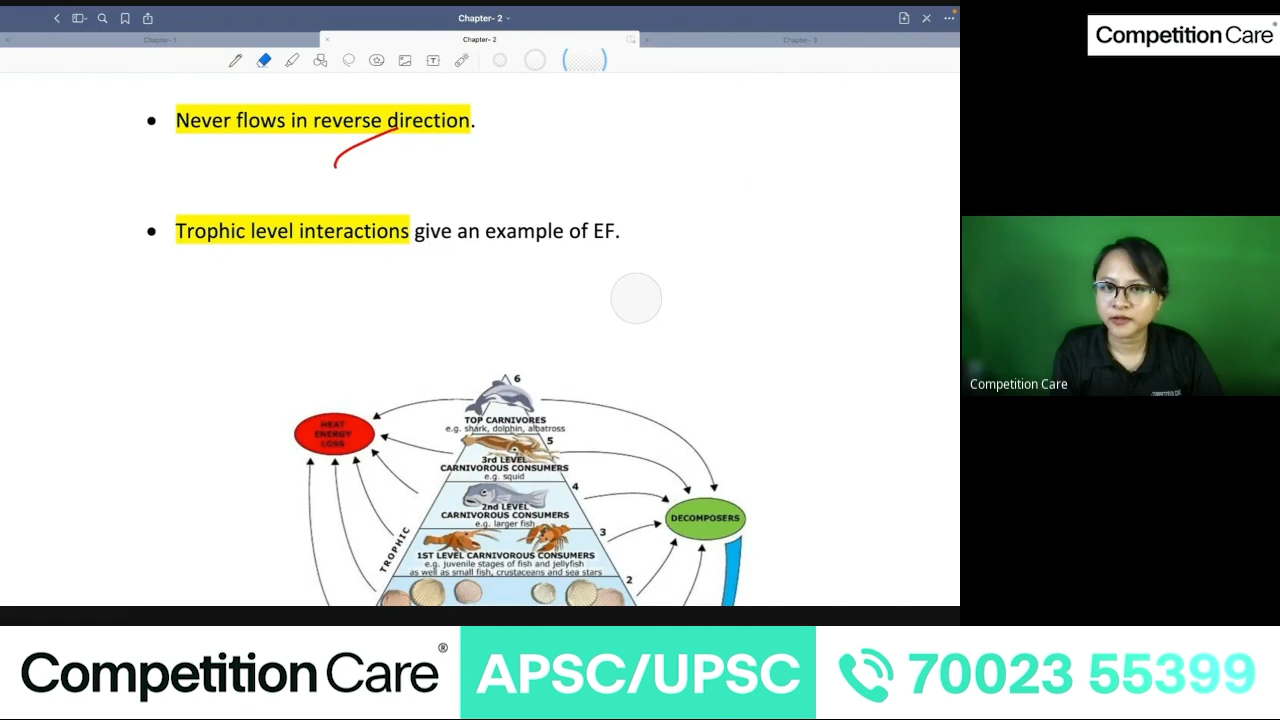 Chapter- 2
Competition Care®
Chapter- 1
Chapter- 2
Chapter- 3
• Never flows in reverse direction.
• Trophic level interactions give an example of EF.
6
TOP CARNIVORES
e.g. shark, dolphin, albatross
HEAT
ENERGY
LOSS
5
3rd LEVEL
CARNIVOROUS CONSUMERS
e.g. squid
4
2nd LEVEL
CARNIVOROUS CONSUMERS
e.g. larger fish
DECOMPOSERS
3
TROPHIC
1ST LEVEL CARNIVOROUS CONSUMERS
e.g. juvenile stages of fish and jellyfish
as well as small fish, crustaceans and sea stars
2
Competition Care
Competition Care®
APSC/UPSC
70023 55399